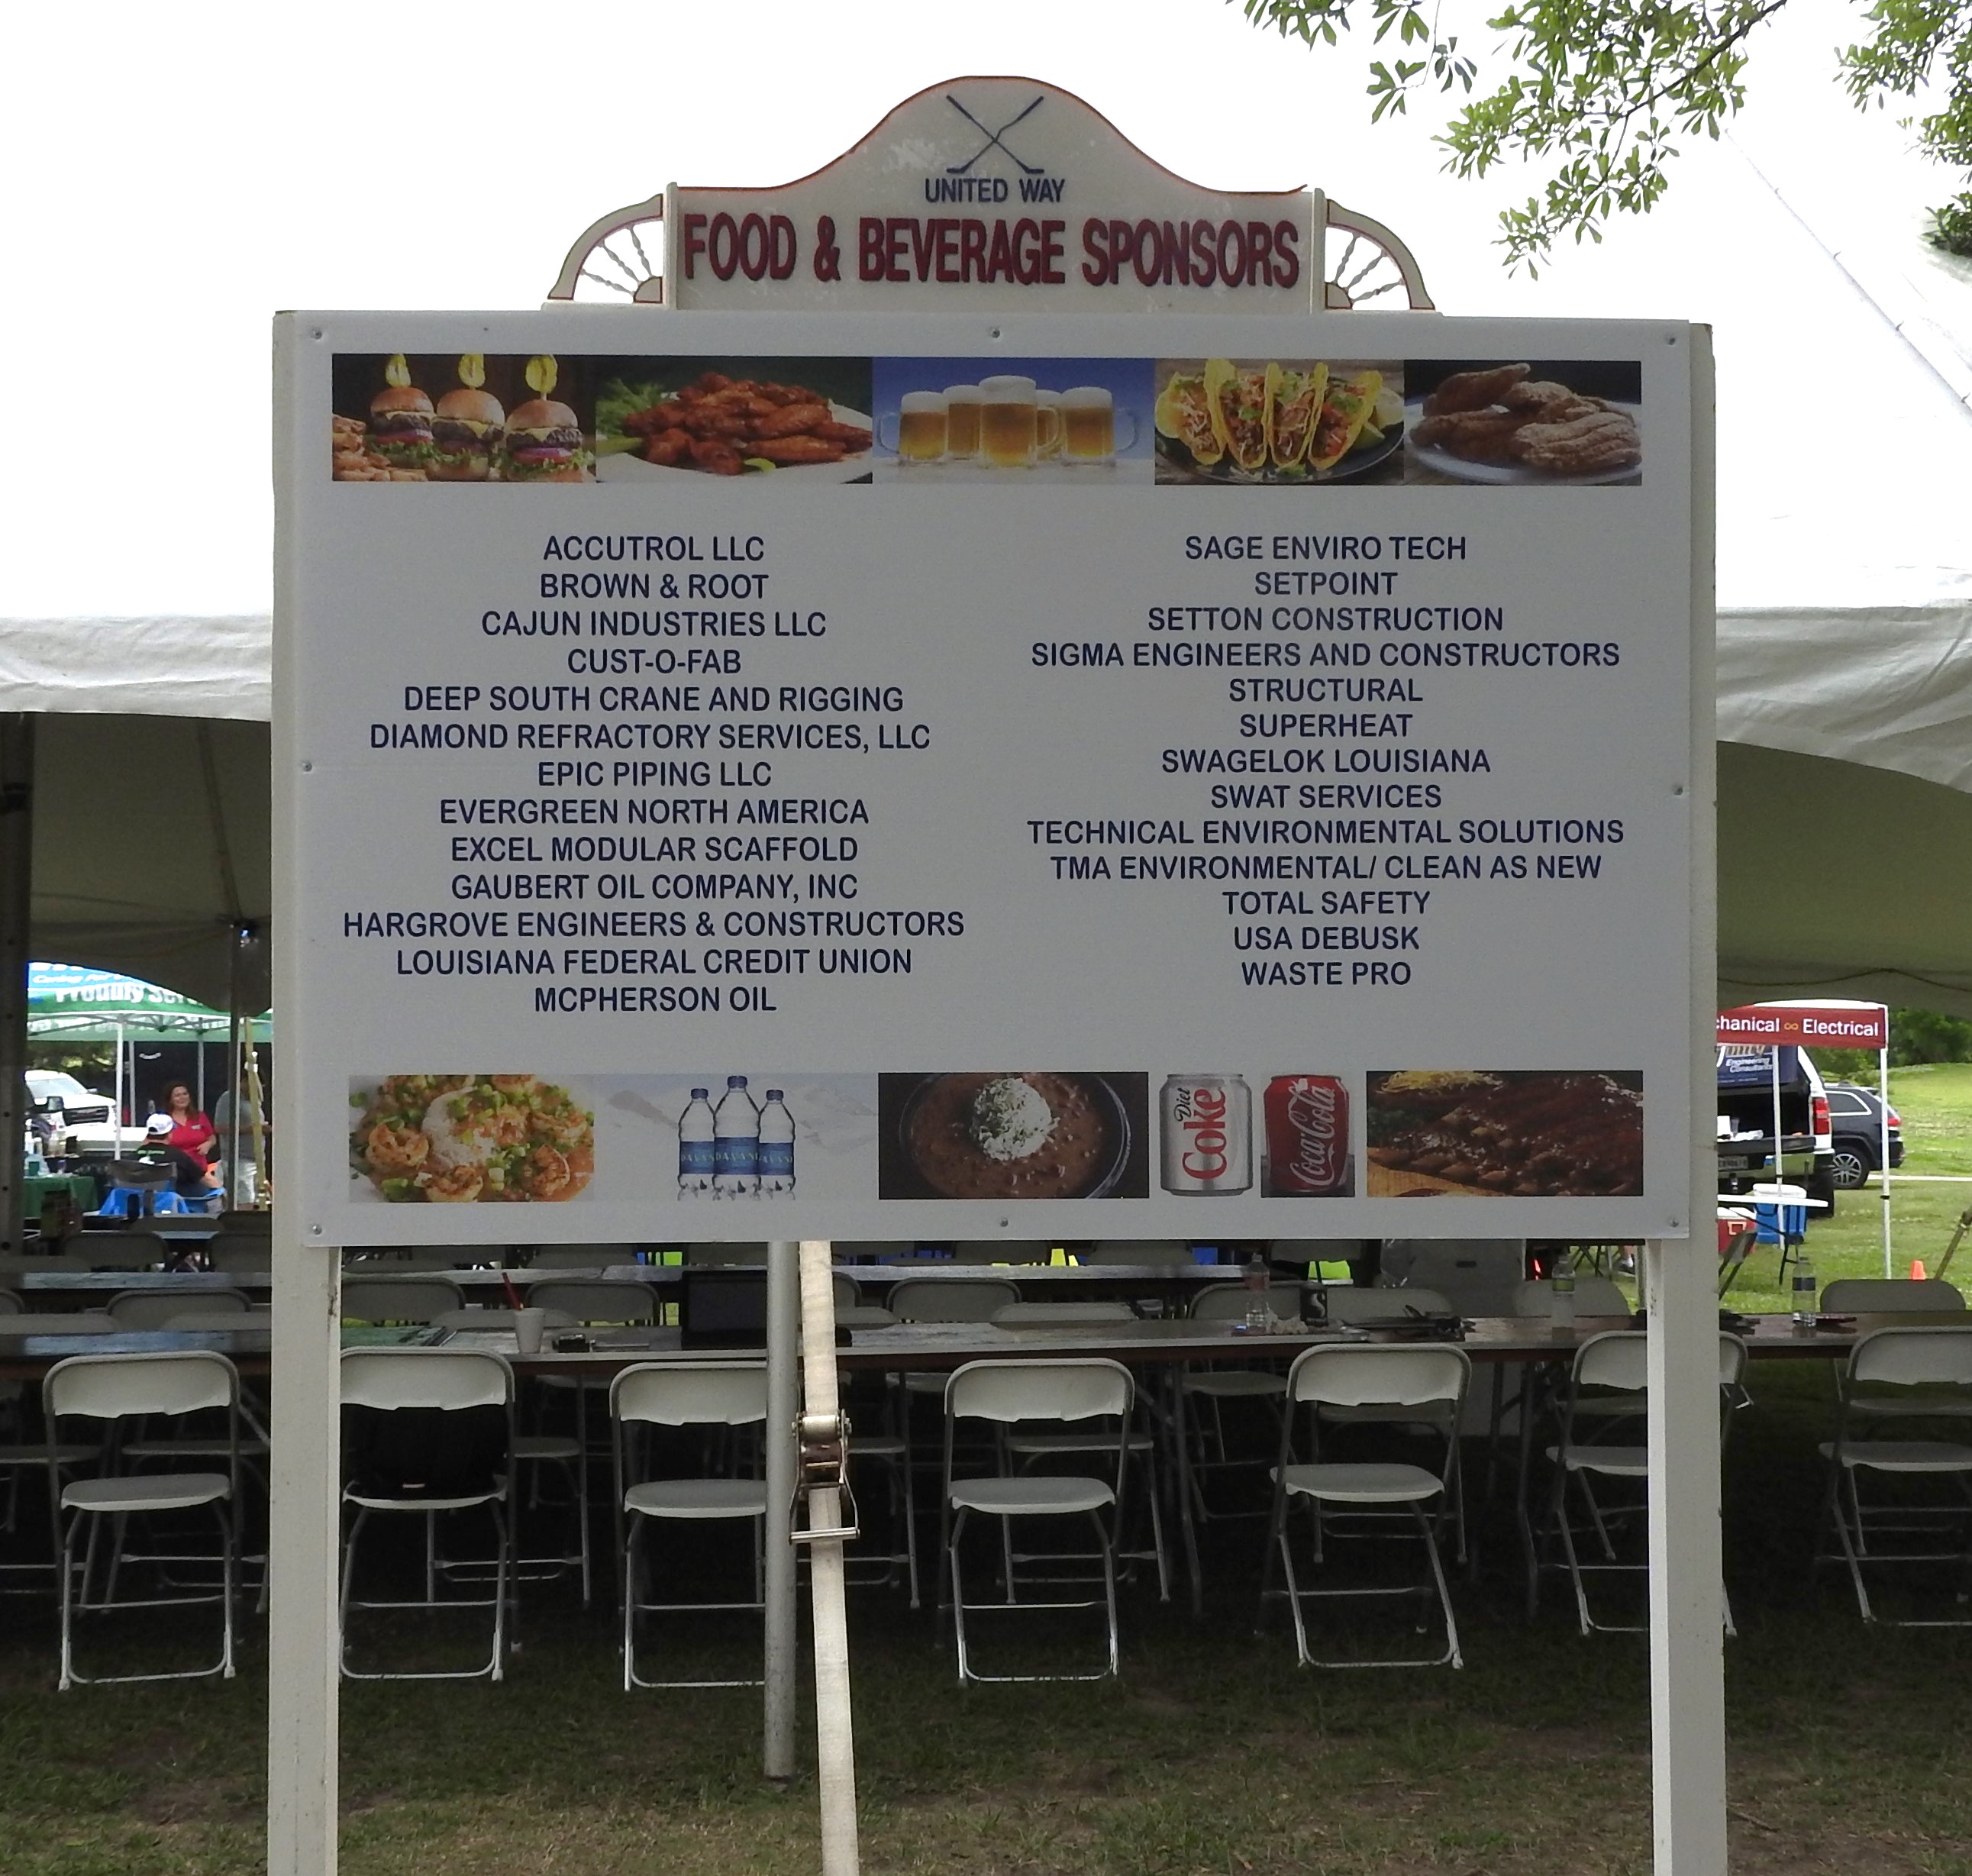 UNITED WAY
FOOD & BEVERAGE SPONSORS
ACCUTROL LLC
BROWN & ROOT
CAJUN INDUSTRIES LLC
CUST-O-FAB
DEEP SOUTH CRANE AND RIGGING
DIAMOND REFRACTORY SERVICES, LLC
EPIC PIPING LLC
EVERGREEN NORTH AMERICA
EXCEL MODULAR SCAFFOLD
GAUBERT OIL COMPANY, INC
HARGROVE ENGINEERS & CONSTRUCTORS
LOUISIANA FEDERAL CREDIT UNION
MCPHERSON OIL
SAGE ENVIRO TECH
SETPOINT
SETTON CONSTRUCTION
SIGMA ENGINEERS AND CONSTRUCTORS
STRUCTURAL
SUPERHEAT
SWAGELOK LOUISIANA
SWAT SERVICES
TECHNICAL ENVIRONMENTAL SOLUTIONS
TMA ENVIRONMENTAL/ CLEAN AS NEW
TOTAL SAFETY
USA DEBUSK
WASTE PRO
DASANI
Diet
Coke
Coca-Cola
Proudly
chanical ∞ Electrical
Engineering
Consultants